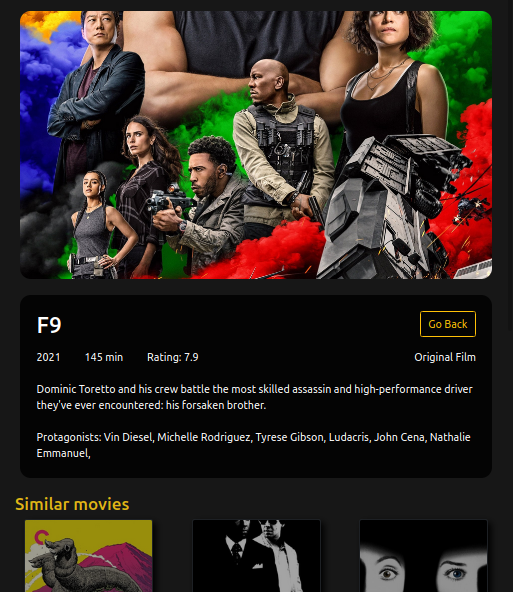 F9
Go Back
2021 145 min Rating: 7.9 Original Film
Dominic Toretto and his crew battle the most skilled assassin and high-performance driver
they've ever encountered: his forsaken brother.
Protagonists: Vin Diesel, Michelle Rodriguez, Tyrese Gibson, Ludacris, John Cena, Nathalie
Emmanuel,
Similar movies